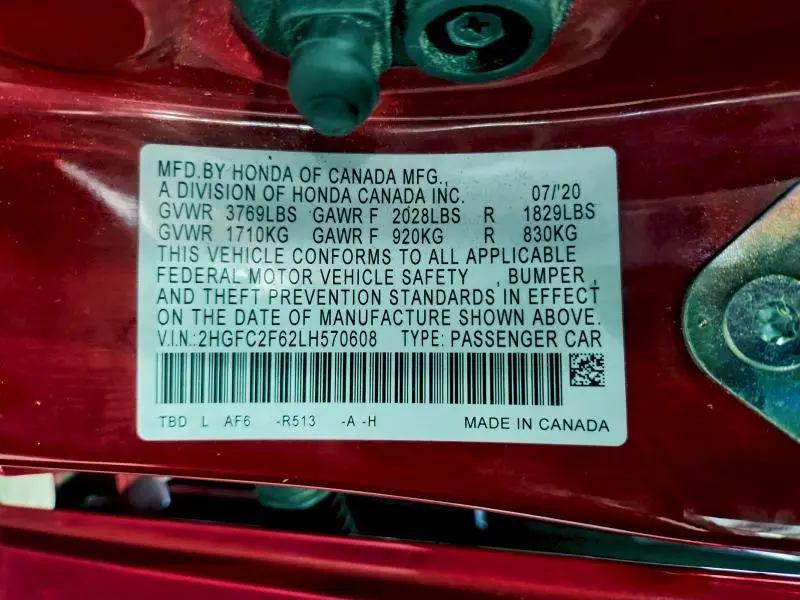 MFD.BY HONDA OF CANADA MFG.,
A DIVISION OF HONDA CANADA INC. 07/'20
GVWR 3769LBS GAWR F 2028LBS R 1829LBS
GVWR 1710KG GAWR F 920KG R 830KG
THIS VEHICLE CONFORMS TO ALL APPLICABLE
FEDERAL MOTOR VEHICLE SAFETY , BUMPER ,
AND THEFT PREVENTION STANDARDS IN EFFECT
ON THE DATE OF MANUFACTURE SHOWN ABOVE.
V.I.N.:2HGFC2F62LH570608 TYPE: PASSENGER CAR
TBD L AF6 -R513 -A -H MADE IN CANADA